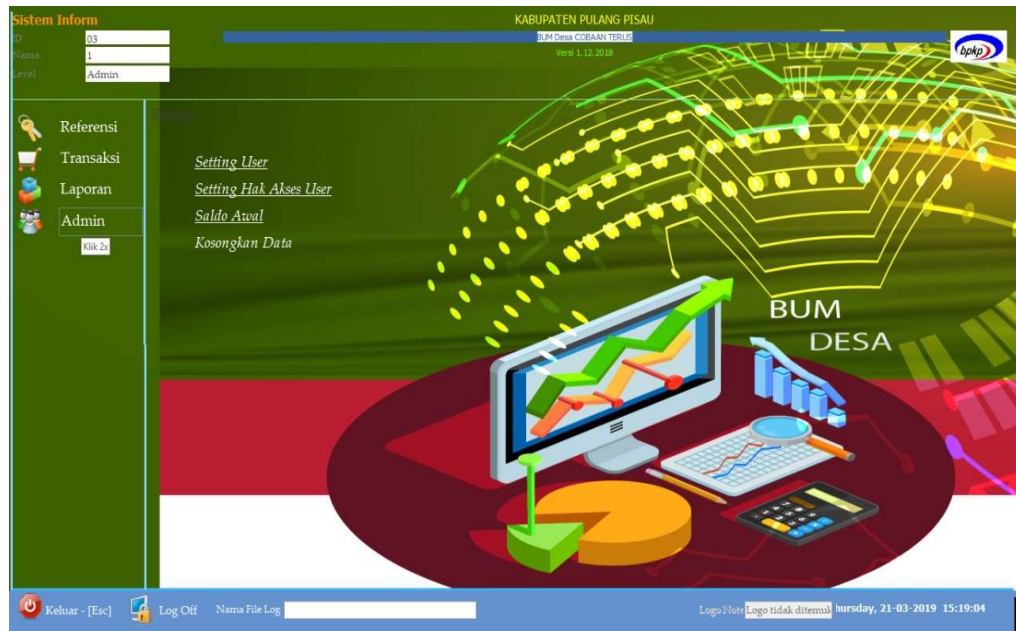 Sistem Inform
KABUPATEN PULANG PISAU
ID : 03
BUM Desa COBAAN TERUS
Nama : 1
Versi 1.12.2018
bpkp
Level : Admin
Referensi
Transaksi
Setting User
Laporan
Setting Hak Akses User
Admin
Saldo Awal
Klik 2x
Kosongkan Data
BUM
DESA
Keluar - [Esc]
Log Off
Nama File Log
Logo Note
Logo tidak ditemuk
hursday, 21-03-2019 15:19:04